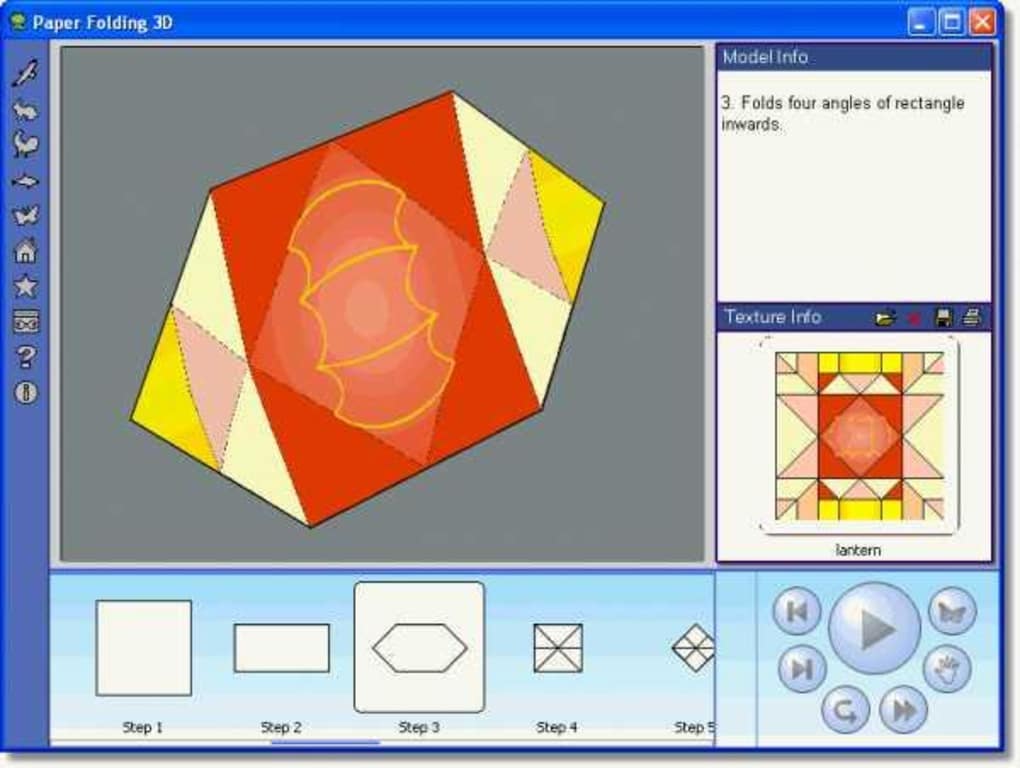 Paper Folding 3D
Model Info
3. Folds four angles of rectangle
inwards.
Texture Info
lantern
Step 1
Step 2
Step 3
Step 4
Step 5